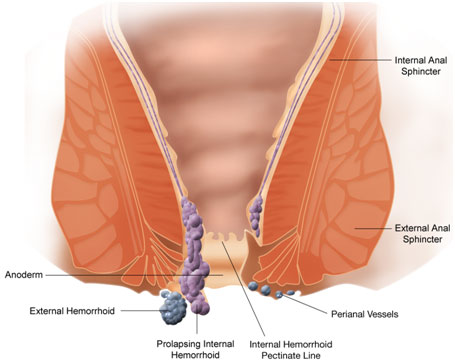 Internal Anal
Sphincter
External Anal
Sphincter
Anoderm
External Hemorrhoid
Perianal Vessels
Prolapsing Internal
Hemorrhoid
Internal Hemorrhoid
Pectinate Line